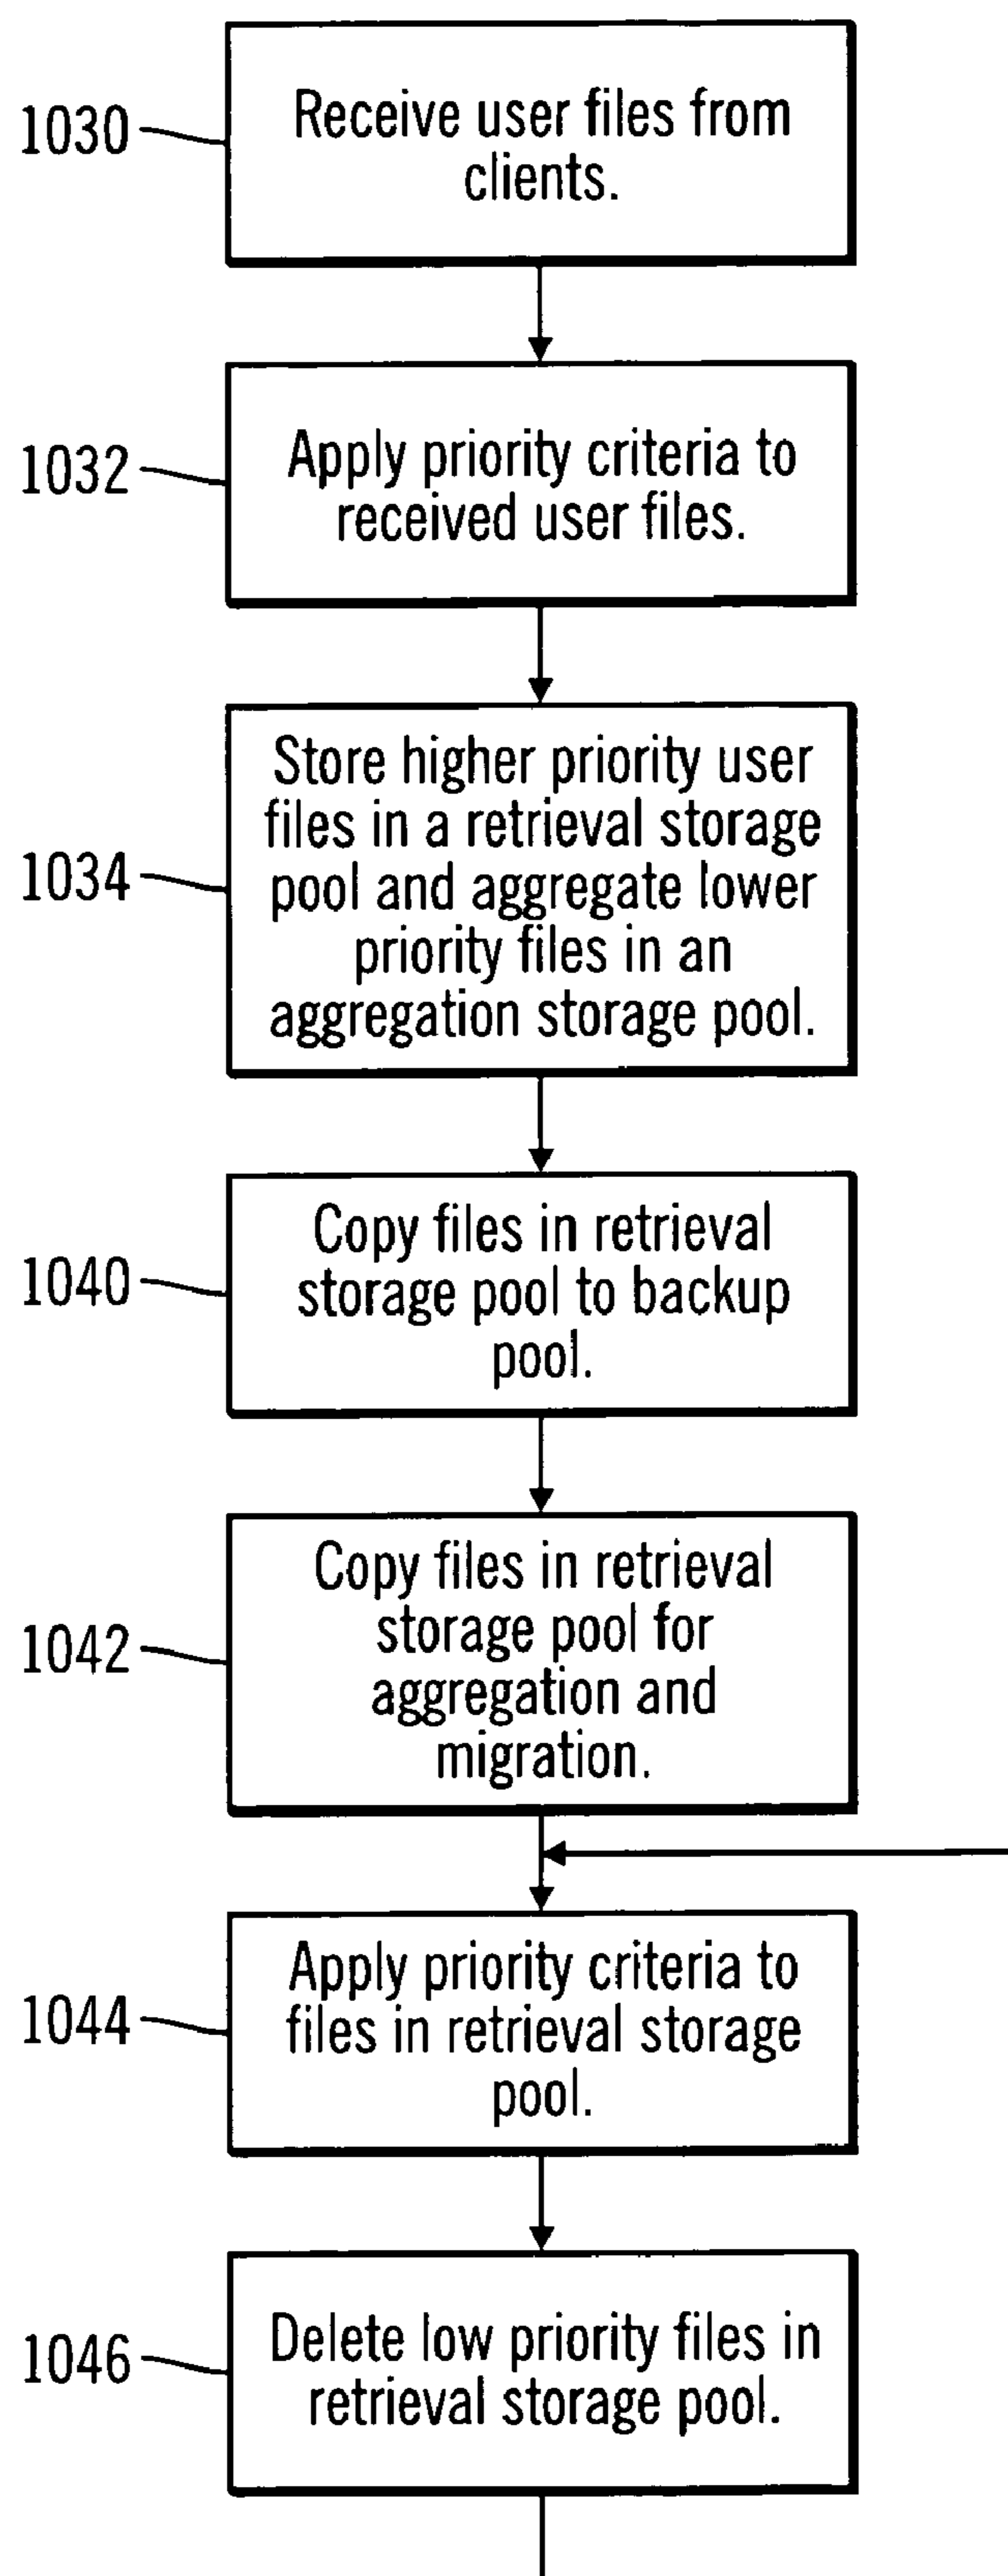 1030
Receive user files from
clients.
1032
Apply priority criteria to
received user files.
1034
Store higher priority user
files in a retrieval storage
pool and aggregate lower
priority files in an
aggregation storage pool.
1040
Copy files in retrieval
storage pool to backup
pool.
1042
Copy files in retrieval
storage pool for
aggregation and
migration.
1044
Apply priority criteria to
files in retrieval storage
pool.
1046
Delete low priority files in
retrieval storage pool.